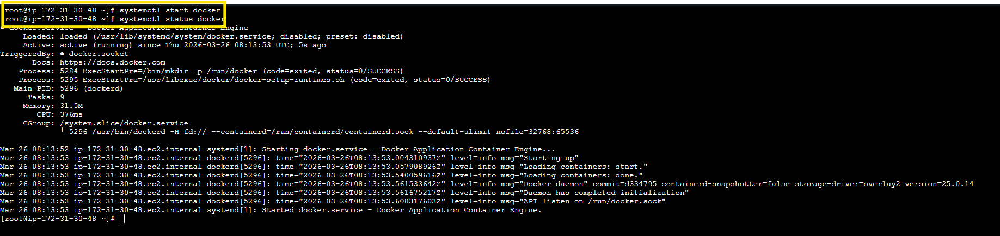 root@ip-172-31-30-48 ~]# systemctl start docker
root@ip-172-31-30-48 ~]# systemctl status docker
● docker.service - Docker Application Container Engine
Loaded: loaded (/usr/lib/systemd/system/docker.service; disabled; preset: disabled)
Active: active (running) since Thu 2026-03-26 08:13:53 UTC; 5s ago
TriggeredBy: ● docker.socket
Docs: https://docs.docker.com
Process: 5284 ExecStartPre=/bin/mkdir -p /run/docker (code=exited, status=0/SUCCESS)
Process: 5295 ExecStartPre=/usr/libexec/docker/docker-setup-runtimes.sh (code=exited, status=0/SUCCESS)
Main PID: 5296 (dockerd)
Tasks: 9
Memory: 31.5M
CPU: 376ms
CGroup: /system.slice/docker.service
└─5296 /usr/bin/dockerd -H fd:// --containerd=/run/containerd/containerd.sock --default-ulimit nofile=32768:65536
Mar 26 08:13:52 ip-172-31-30-48.ec2.internal systemd[1]: Starting docker.service - Docker Application Container Engine...
Mar 26 08:13:53 ip-172-31-30-48.ec2.internal dockerd[5296]: time="2026-03-26T08:13:53.004310937Z" level=info msg="Starting up"
Mar 26 08:13:53 ip-172-31-30-48.ec2.internal dockerd[5296]: time="2026-03-26T08:13:53.057908926Z" level=info msg="Loading containers: start."
Mar 26 08:13:53 ip-172-31-30-48.ec2.internal dockerd[5296]: time="2026-03-26T08:13:53.540059616Z" level=info msg="Loading containers: done."
Mar 26 08:13:53 ip-172-31-30-48.ec2.internal dockerd[5296]: time="2026-03-26T08:13:53.561533642Z" level=info msg="Docker daemon" commit=d334795 containerd-snapshotter=false storage-driver=overlay2 version=25.0.14
Mar 26 08:13:53 ip-172-31-30-48.ec2.internal dockerd[5296]: time="2026-03-26T08:13:53.561675217Z" level=info msg="Daemon has completed initialization"
Mar 26 08:13:53 ip-172-31-30-48.ec2.internal dockerd[5296]: time="2026-03-26T08:13:53.608317603Z" level=info msg="API listen on /run/docker.sock"
Mar 26 08:13:53 ip-172-31-30-48.ec2.internal systemd[1]: Started docker.service - Docker Application Container Engine.
[root@ip-172-31-30-48 ~]#